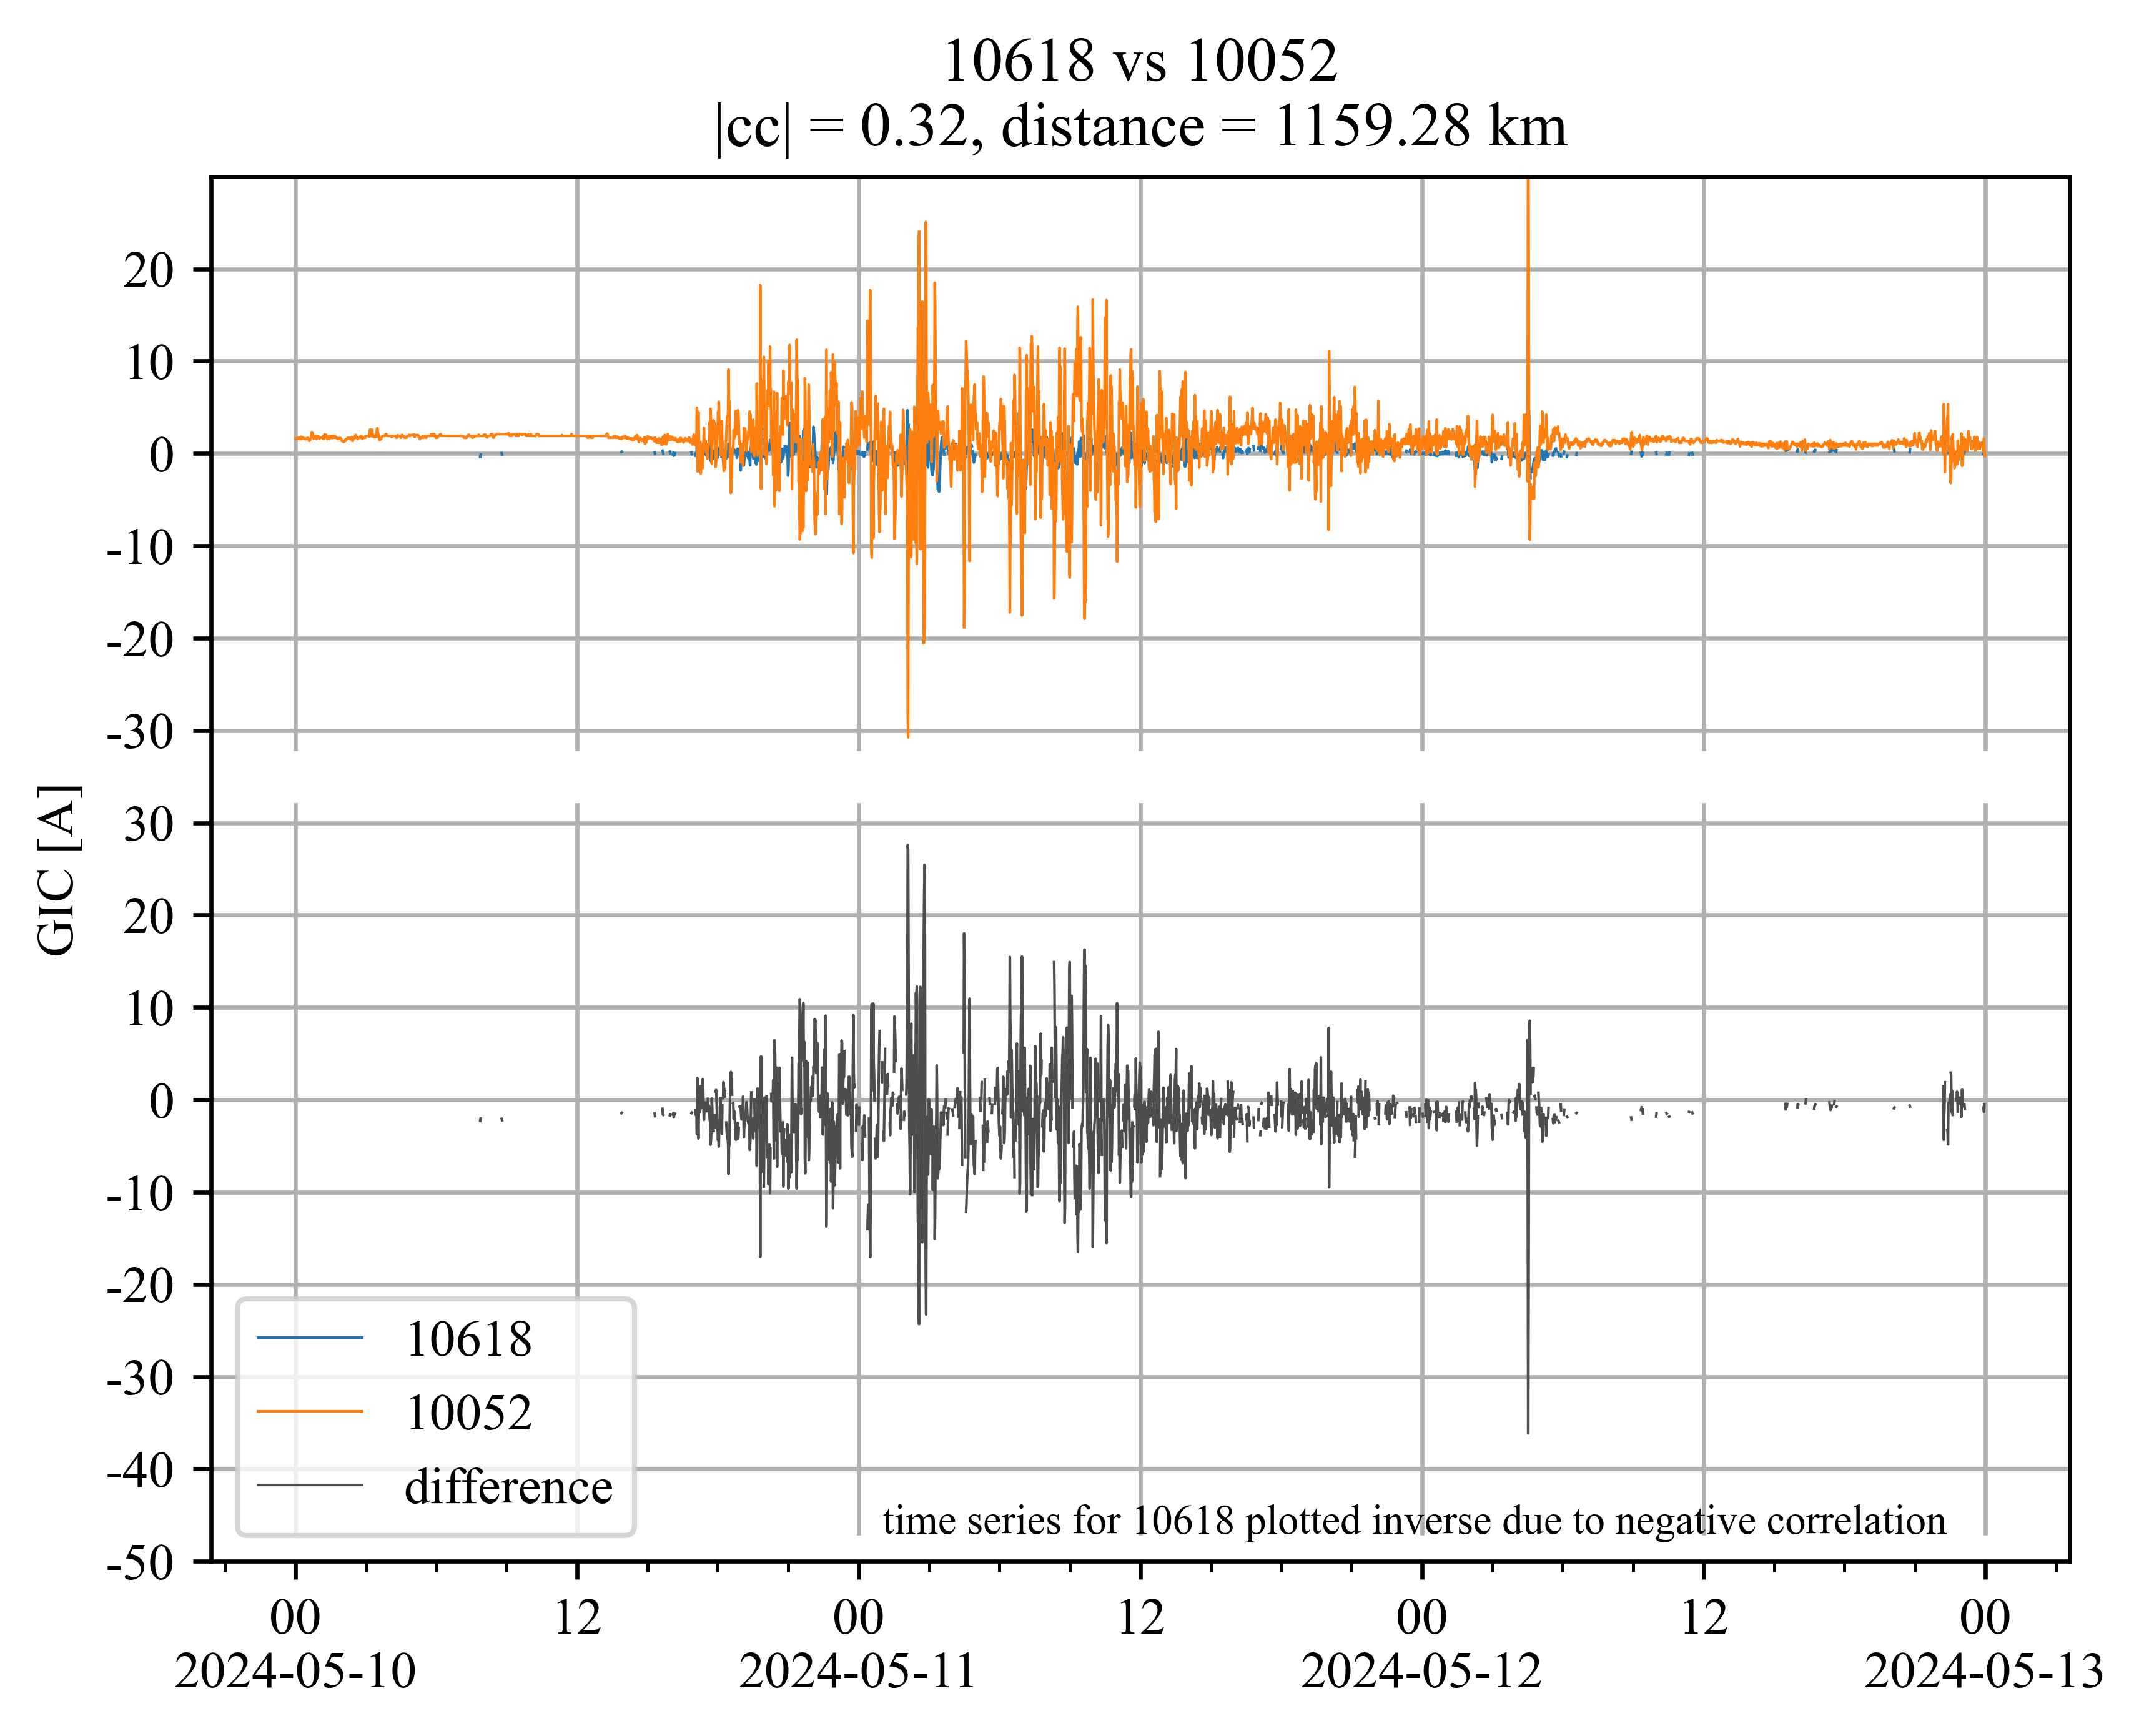 10618 vs 10052
|cc| = 0.32, distance = 1159.28 km
20
10
0
-10
-20
-30
30
20
10
0
-10
-20
-30
-40
-50
GIC [A]
10618
10052
difference
time series for 10618 plotted inverse due to negative correlation
00 12 00 12 00 12 00
2024-05-10 2024-05-11 2024-05-12 2024-05-13